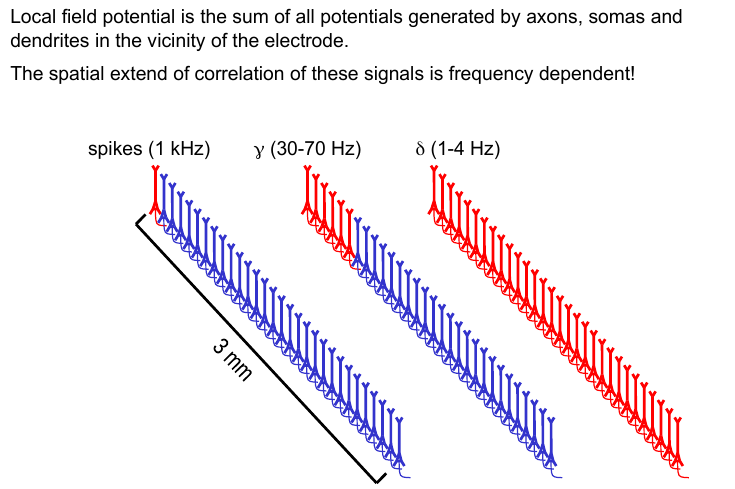 Local field potential is the sum of all potentials generated by axons, somas and
dendrites in the vicinity of the electrode.
The spatial extend of correlation of these signals is frequency dependent!
spikes (1 kHz) γ (30-70 Hz) δ (1-4 Hz)
3 mm